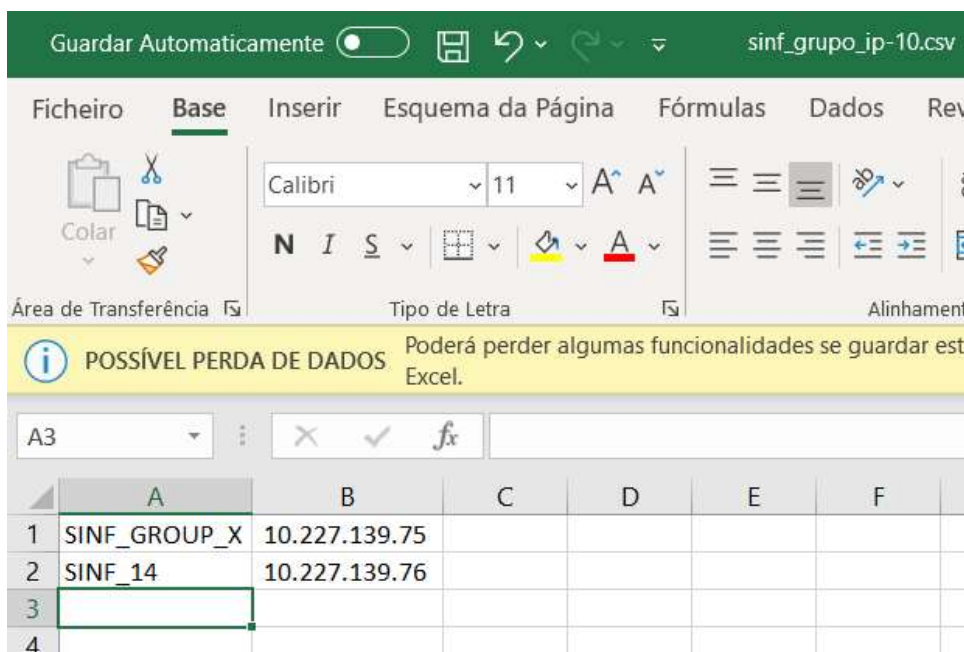 Guardar Automaticamente sinf_grupo_ip-10.csv
Ficheiro Base Inserir Esquema da Página Fórmulas Dados Rev
Colar
Calibri 11 A A
N I S A
Área de Transferência Tipo de Letra Alinhament
POSSÍVEL PERDA DE DADOS Poderá perder algumas funcionalidades se guardar est
Excel.
A3 fx
A B C D E F
1 SINF_GROUP_X 10.227.139.75
2 SINF_14 10.227.139.76
3
4